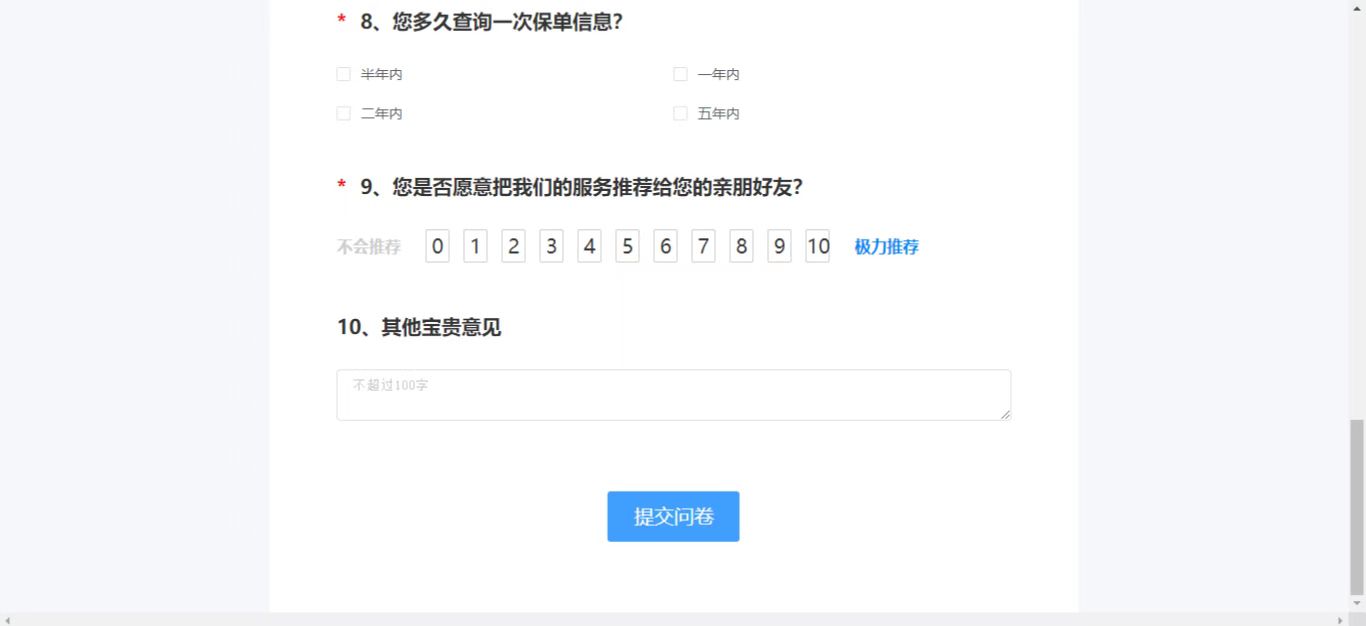 * 8、您多久查询一次保单信息?
半年内 一年内
二年内 五年内
* 9、您是否愿意把我们的服务推荐给您的亲朋好友?
不会推荐 0 1 2 3 4 5 6 7 8 9 10 极力推荐
10、其他宝贵意见
不超过100字
提交问卷